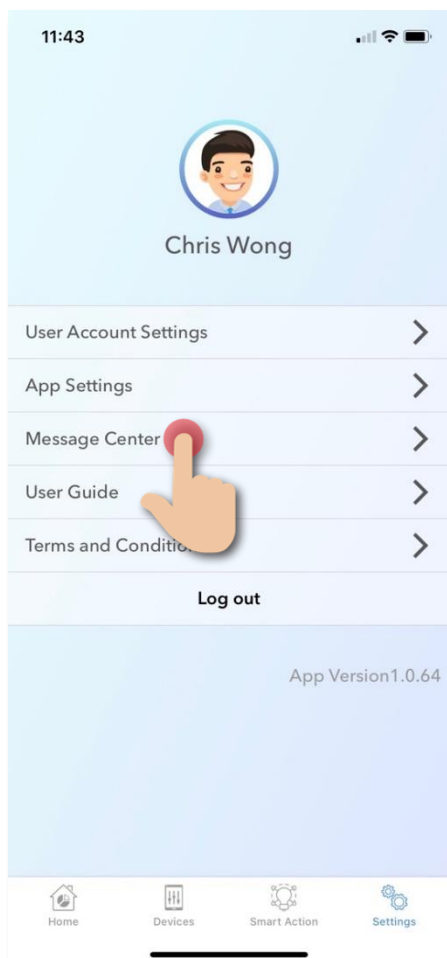 11:43
Chris Wong
User Account Settings
App Settings
Message Center
User Guide
Terms and Conditio
Log out
App Version1.0.64
Home Devices Smart Action Settings